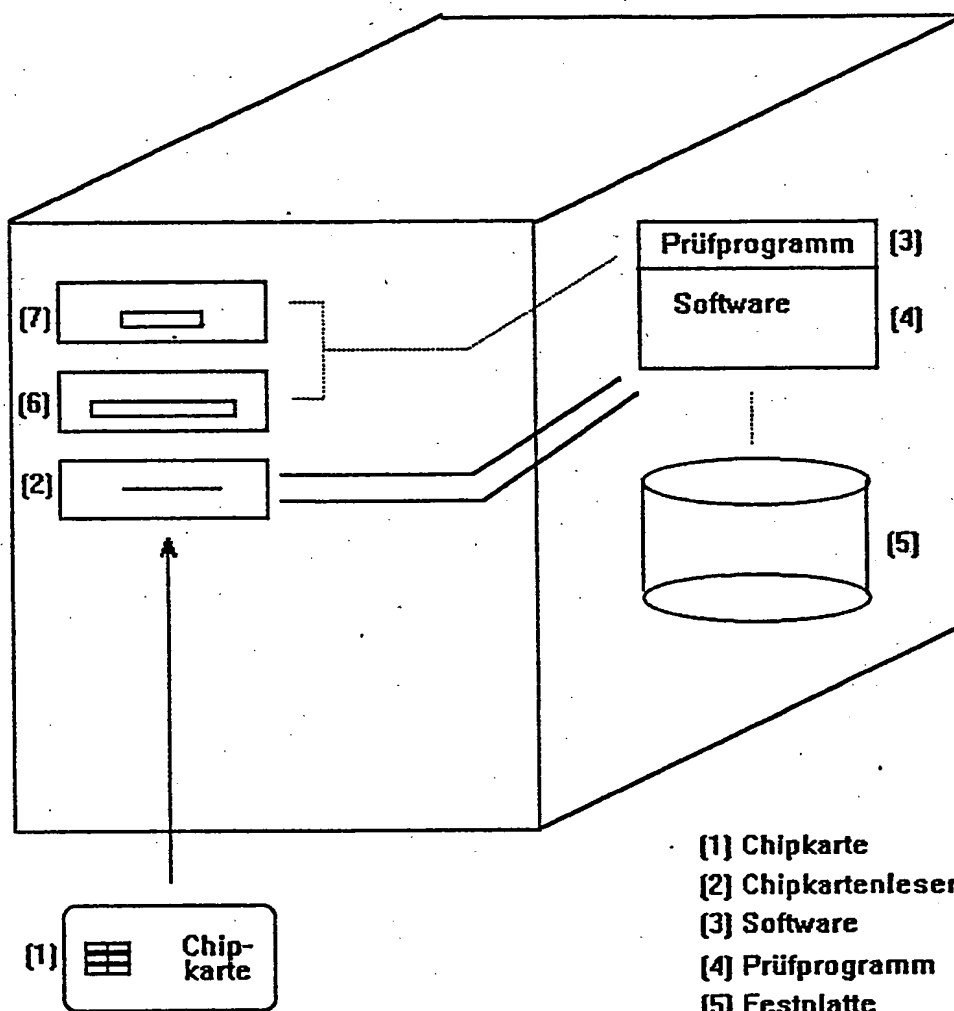 Prüfprogramm (3)
Software
(4)
(7)
(6)
(2)
(5)
(1) Chip-
karte
(1) Chipkarte
(2) Chipkartenleser
(3) Software
(4) Prüfprogramm
(5) Festplatte